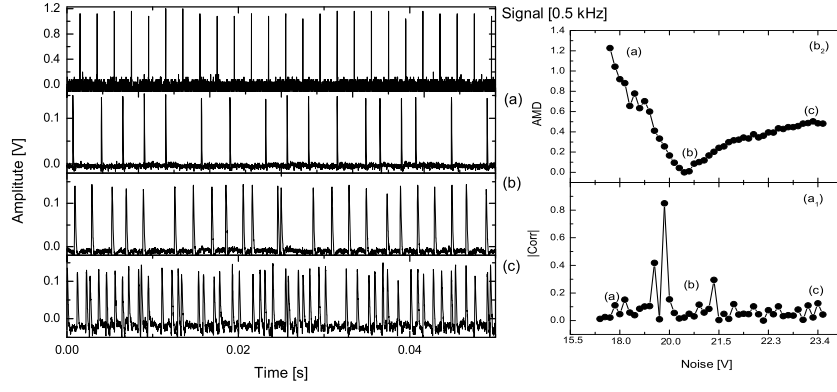 Signal [0.5 kHz]
1.2
0.8
0.4
0.0
(a)
0.1
0.0
(b)
0.1
0.0
(c)
0.1
0.0
0.00
0.02
0.04
Amplitute [V]
Time [s]
1.4
1.2
1.0
0.8
0.6
0.4
0.2
0.0
AMD
(a)
(b)
(c)
(b2)
0.8
0.6
0.4
0.2
0.0
|Corr|
(a)
(b)
(c)
(a1)
15.5
18.0
20.0
21.5
22.3
23.4
Noise [V]